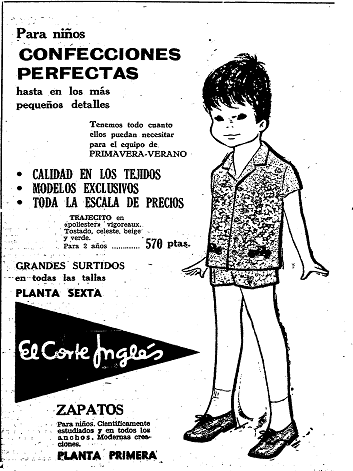 Para niños
CONFECCIONES
PERFECTAS
hasta en los más
pequeños detalles
Tenemos todo cuanto
ellos puedan necesitar
para el equipo de
PRIMAVERA-VERANO
• CALIDAD EN LOS TEJIDOS
• MODELOS EXCLUSIVOS
• TODA LA ESCALA DE PRECIOS
TRAJECITO en
«poliester» vigoreaux.
Tostado, celeste, beige
y verde.
Para 2 años ............ 570 ptas.
GRANDES SURTIDOS
en todas las tallas
PLANTA SEXTA
El Corte Inglés
ZAPATOS
Para niños. Científicamente
estudiados y en todos los
anchos. Modernas crea-
ciones.
PLANTA PRIMERA